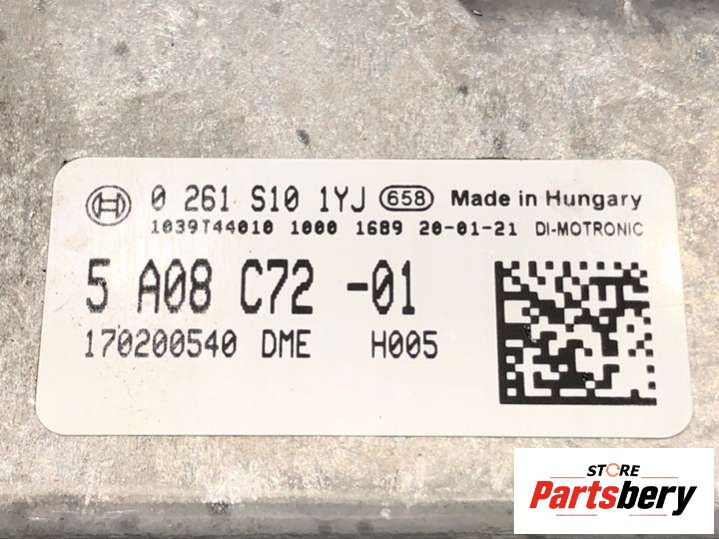 0 261 S10 1YJ 658 Made in Hungary
1039T44010 1000 1689 20-01-21 DI-MOTRONIC
5 A08 C72 -01
170200540 DME H005
STORE
Partsbery